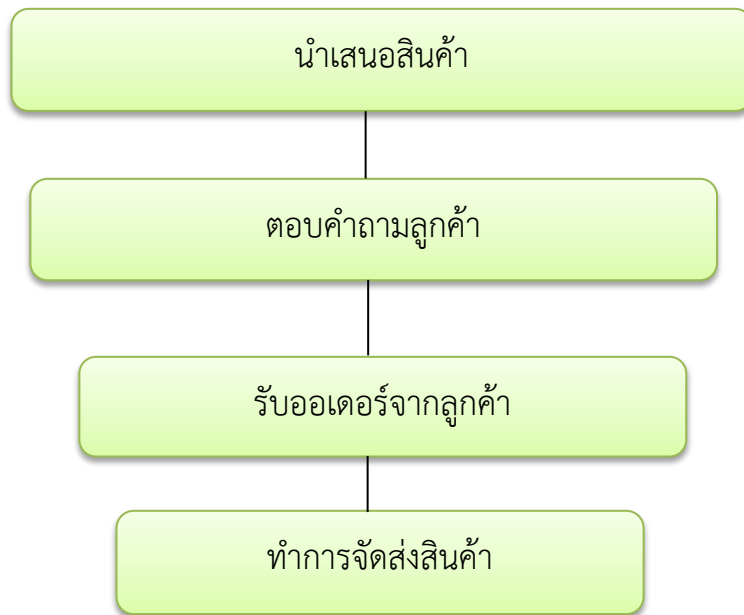 นำเสนอสินค้า
ตอบคำถามลูกค้า
รับออเดอร์จากลูกค้า
ทำการจัดส่งสินค้า